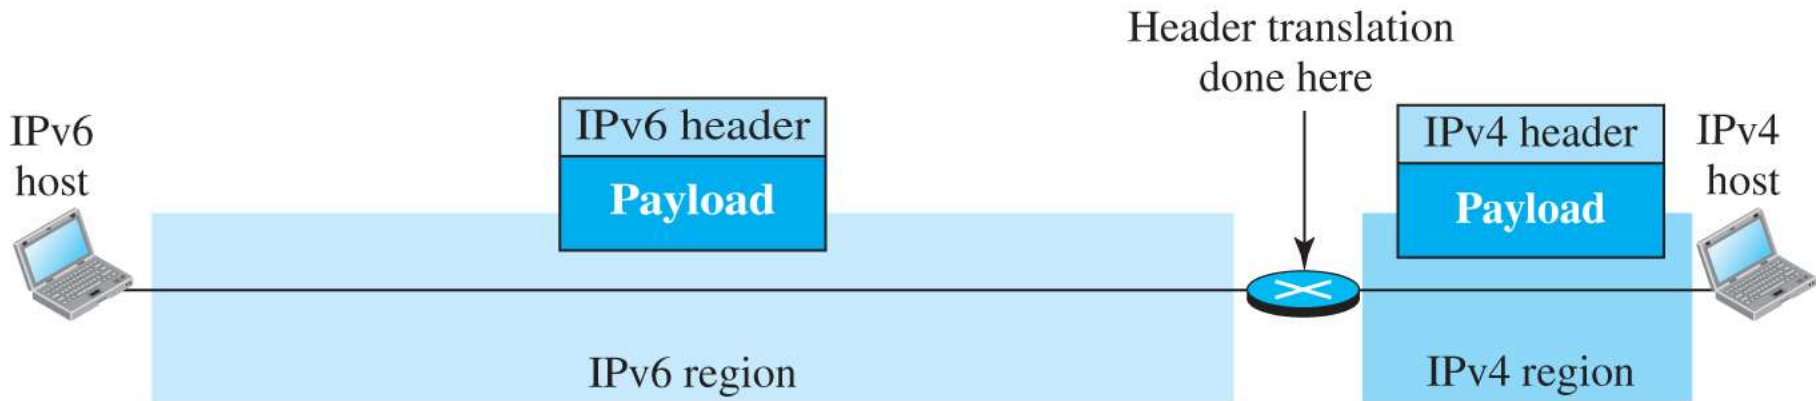 Header translation
done here
IPv6
host
IPv6 header
Payload
IPv4 header
Payload
IPv4
host
IPv6 region
IPv4 region